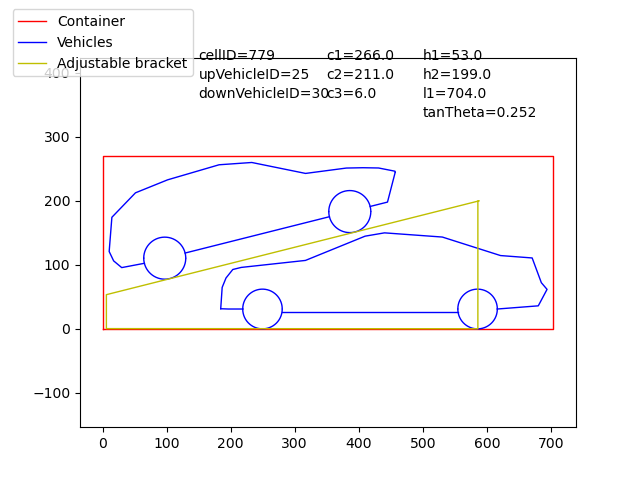 Container
Vehicles
Adjustable bracket
cellID=779 c1=266.0 h1=53.0
upVehicleID=25 c2=211.0 h2=199.0
downVehicleID=30 c3=6.0 l1=704.0
tanTheta=0.252
400
300
200
100
0
−100
0 100 200 300 400 500 600 700